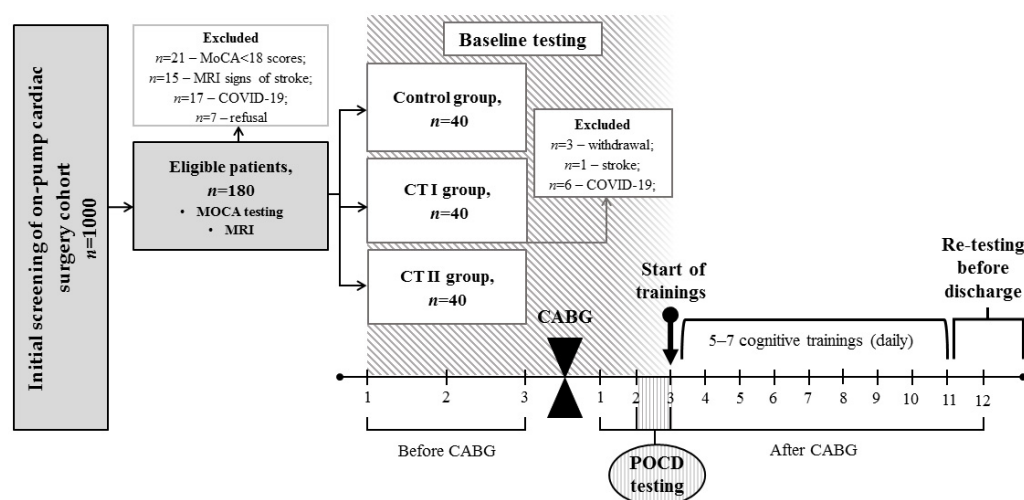 Initial screening of on-pump cardiac
surgery cohort
n=1000
Excluded
n=21 – MoCA<18 scores;
n=15 – MRI signs of stroke;
n=17 – COVID-19;
n=7 – refusal
Eligible patients,
n=180
• MOCA testing
• MRI
Baseline testing
Control group,
n=40
CT I group,
n=40
CT II group,
n=40
Excluded
n=3 – withdrawal;
n=1 – stroke;
n=6 – COVID-19;
CABG
Start of
trainings
5–7 cognitive trainings (daily)
Re-testing
before
discharge
1 2 3 1 2 3 4 5 6 7 8 9 10 11 12
Before CABG
After CABG
POCD
testing